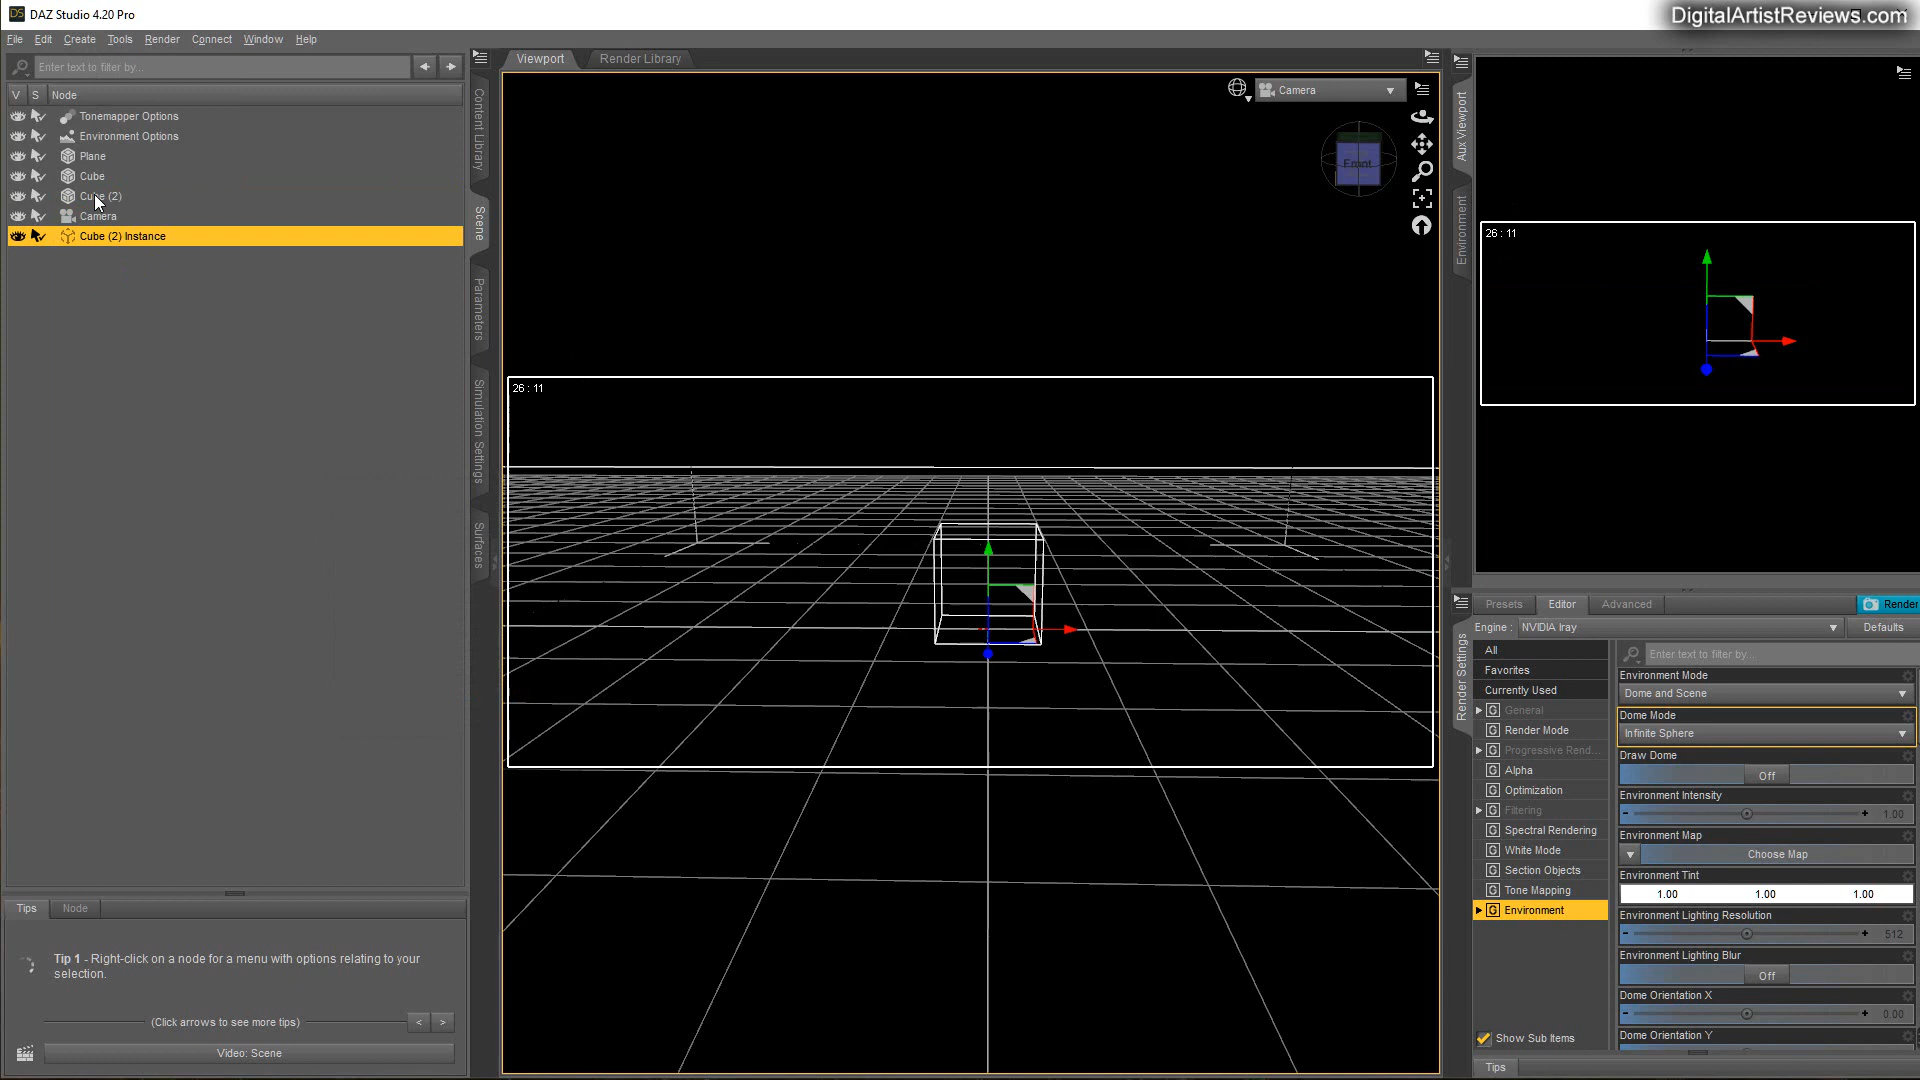 DS DAZ Studio 4.20 Pro
DigitalArtistReviews.com
File Edit Create Tools Render Connect Window Help
Enter text to filter by...
V S Node
Tonemapper Options
Environment Options
Plane
Cube
Cube (2)
Camera
Cube (2) Instance
Tips Node
Tip 1 - Right-click on a node for a menu with options relating to your
selection.
(Click arrows to see more tips) < >
Video: Scene
Content Library
Scene
Parameters
Simulation Settings
Surfaces
Viewport Render Library
Camera
Front
26 : 11
Aux Viewport
Environment
26 : 11
Render Settings
Presets Editor Advanced Render
Engine : NVIDIA Iray Defaults
All
Favorites
Currently Used
G General
G Render Mode
G Progressive Rend...
G Alpha
G Optimization
G Filtering
G Spectral Rendering
G White Mode
G Section Objects
G Tone Mapping
G Environment
Show Sub Items
Enter text to filter by...
Environment Mode
Dome and Scene
Dome Mode
Infinite Sphere
Draw Dome
Off
Environment Intensity
- + 1.00
Environment Map
Choose Map
Environment Tint
1.00 1.00 1.00
Environment Lighting Resolution
- + 512
Environment Lighting Blur
Off
Dome Orientation X
- + 0.00
Dome Orientation Y
Tips